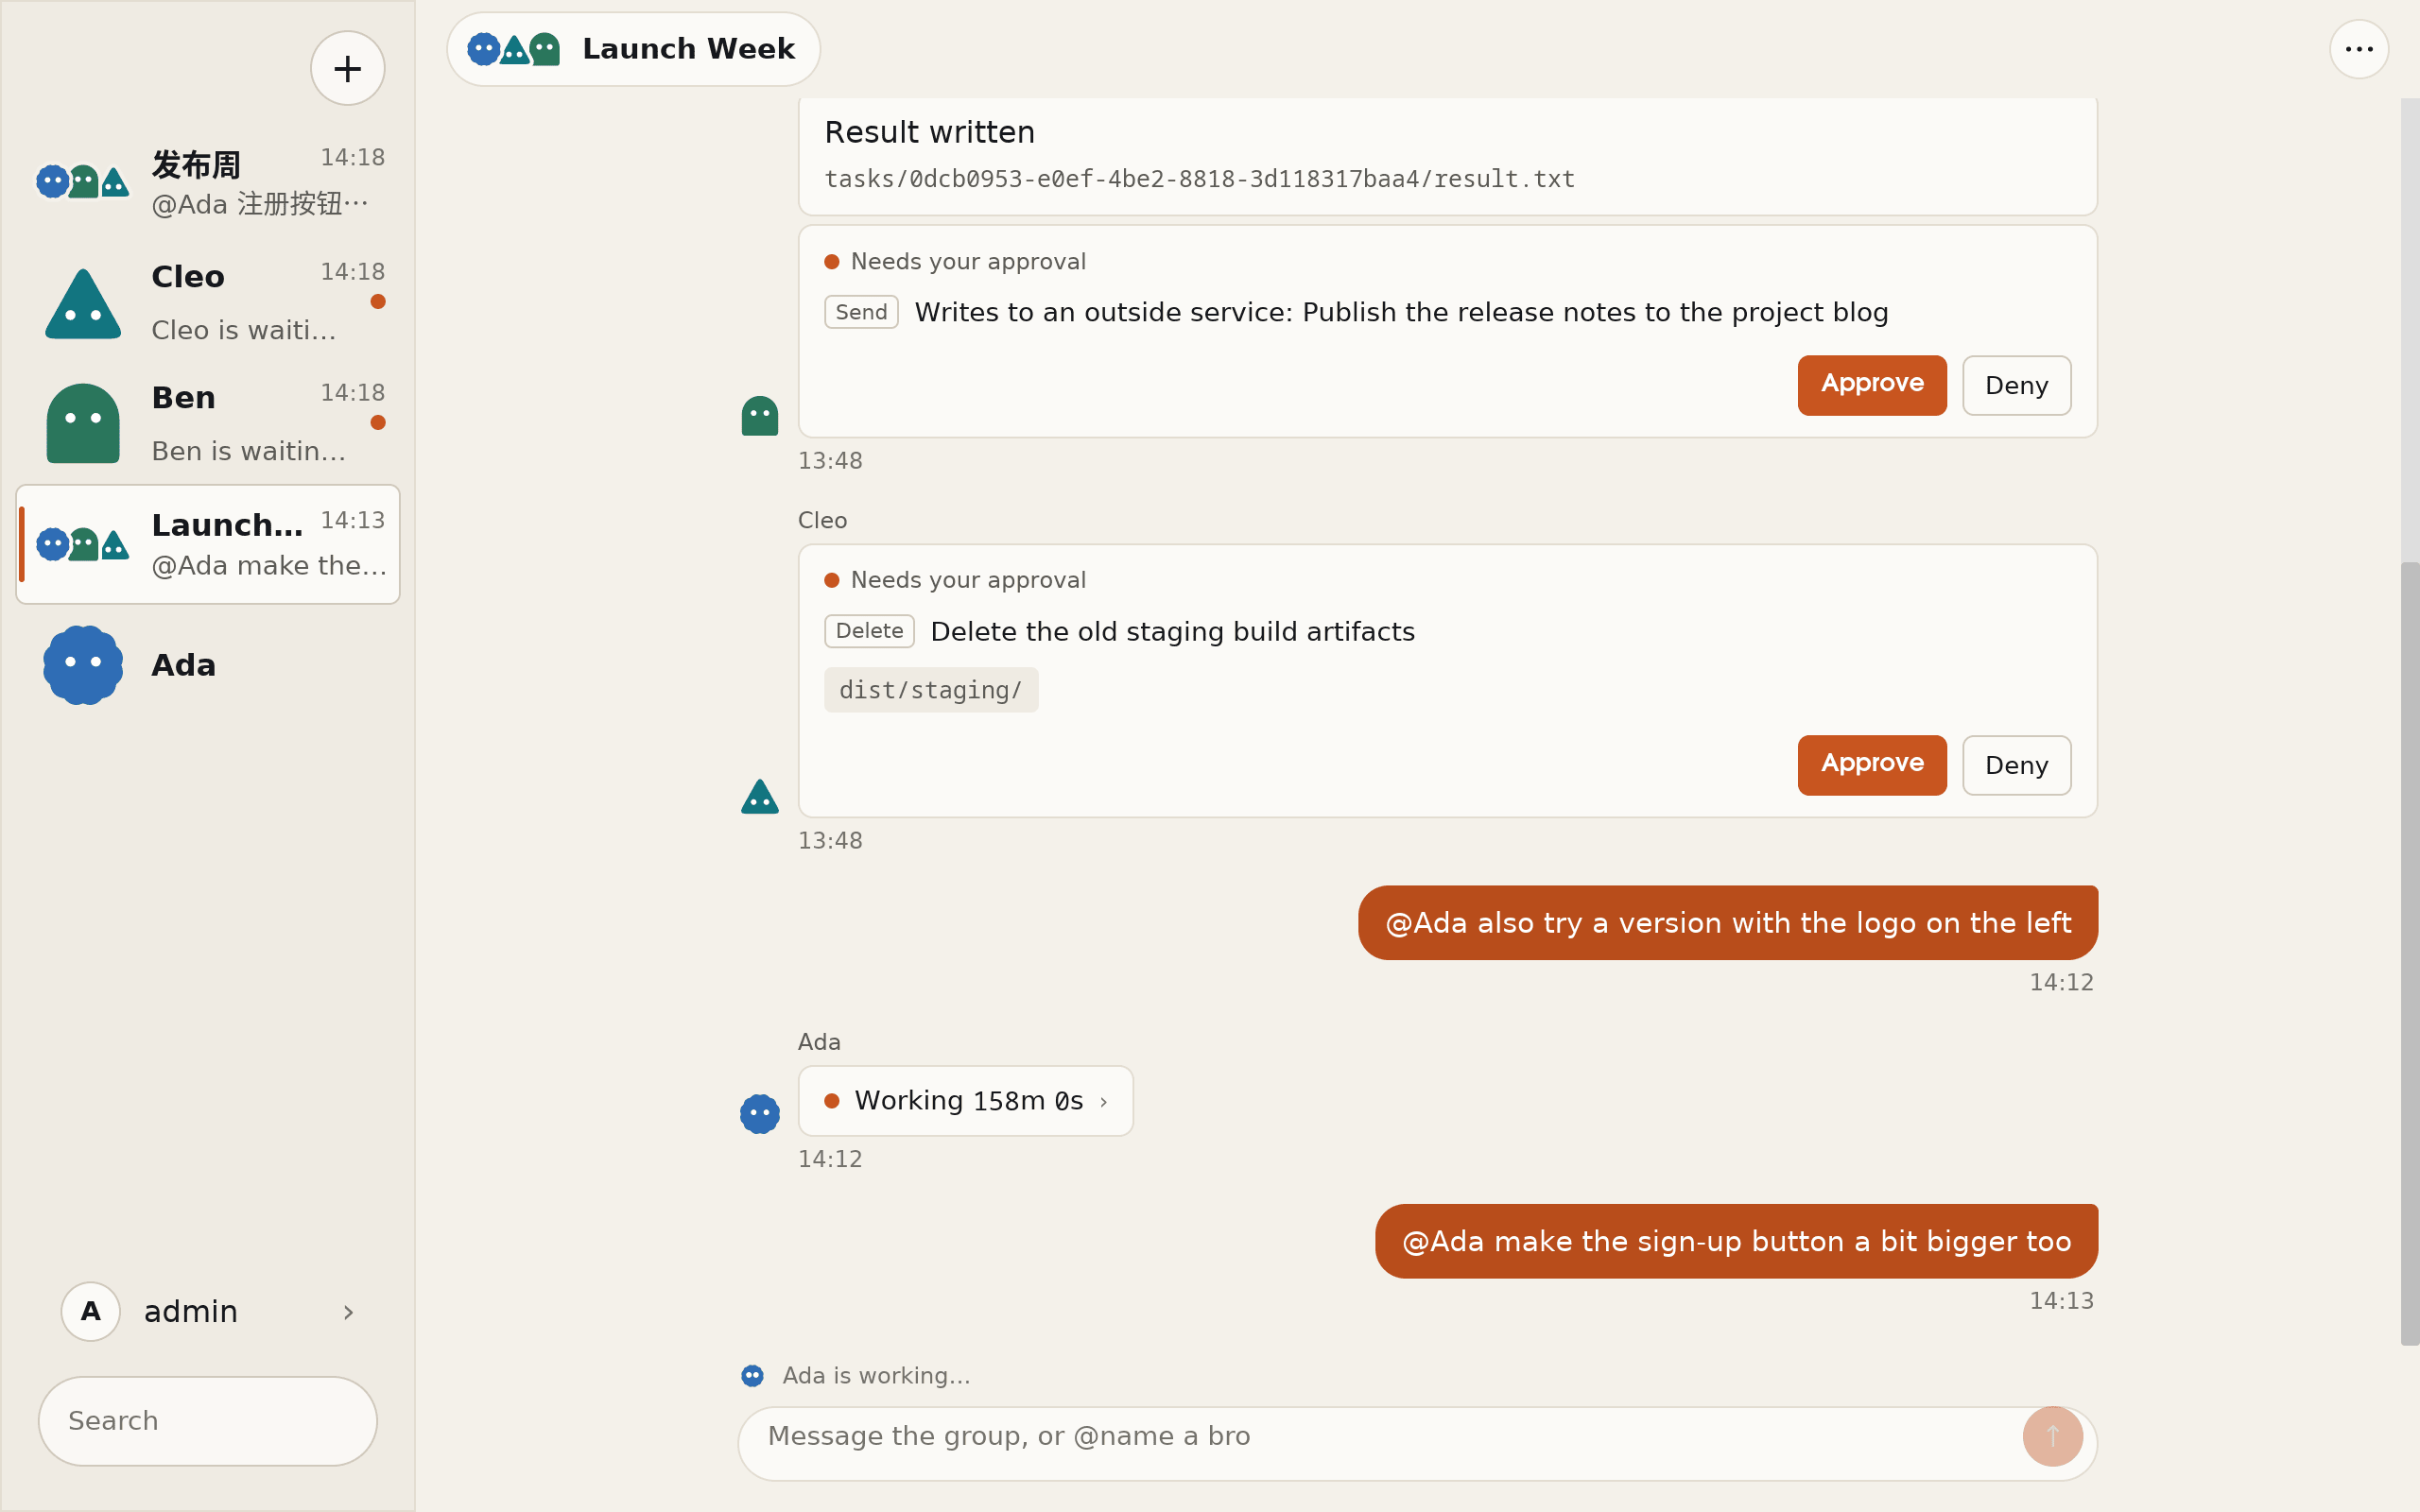 +
发布周
14:18
@Ada 注册按钮…
Cleo
14:18
Cleo is waiti...
Ben
14:18
Ben is waitin...
Launch...
14:13
@Ada make the...
Ada
A
admin
›
Search
Launch Week
...
Result written
tasks/0dcb0953-e0ef-4be2-8818-3d118317baa4/result.txt
Needs your approval
Send Writes to an outside service: Publish the release notes to the project blog
Approve Deny
13:48
Cleo
Needs your approval
Delete Delete the old staging build artifacts
dist/staging/
Approve Deny
13:48
@Ada also try a version with the logo on the left
14:12
Ada
Working 158m 0s ›
14:12
@Ada make the sign-up button a bit bigger too
14:13
Ada is working...
Message the group, or @name a bro
↑